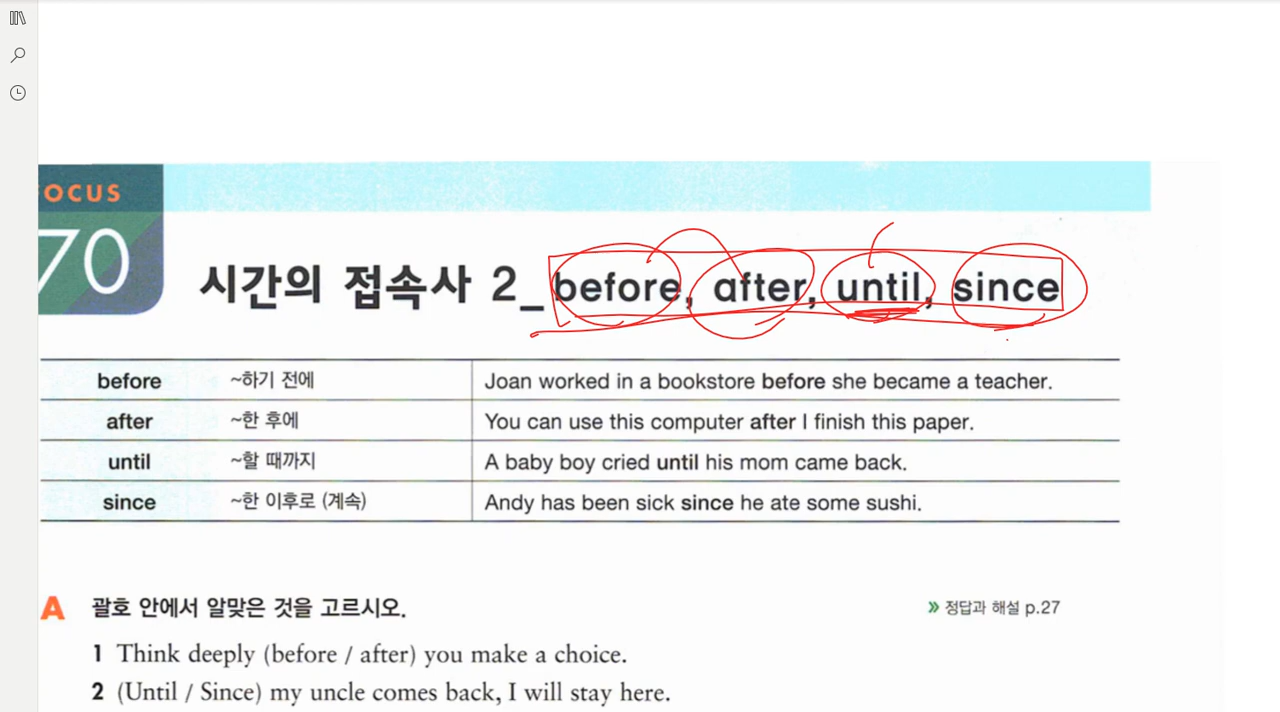 OCUS
70
시간의 접속사 2_before, after, until, since
before ~하기 전에 Joan worked in a bookstore before she became a teacher.
after ~한 후에 You can use this computer after I finish this paper.
until ~할 때까지 A baby boy cried until his mom came back.
since ~한 이후로 (계속) Andy has been sick since he ate some sushi.
A 괄호 안에서 알맞은 것을 고르시오. » 정답과 해설 p.27
1 Think deeply (before / after) you make a choice.
2 (Until / Since) my uncle comes back, I will stay here.